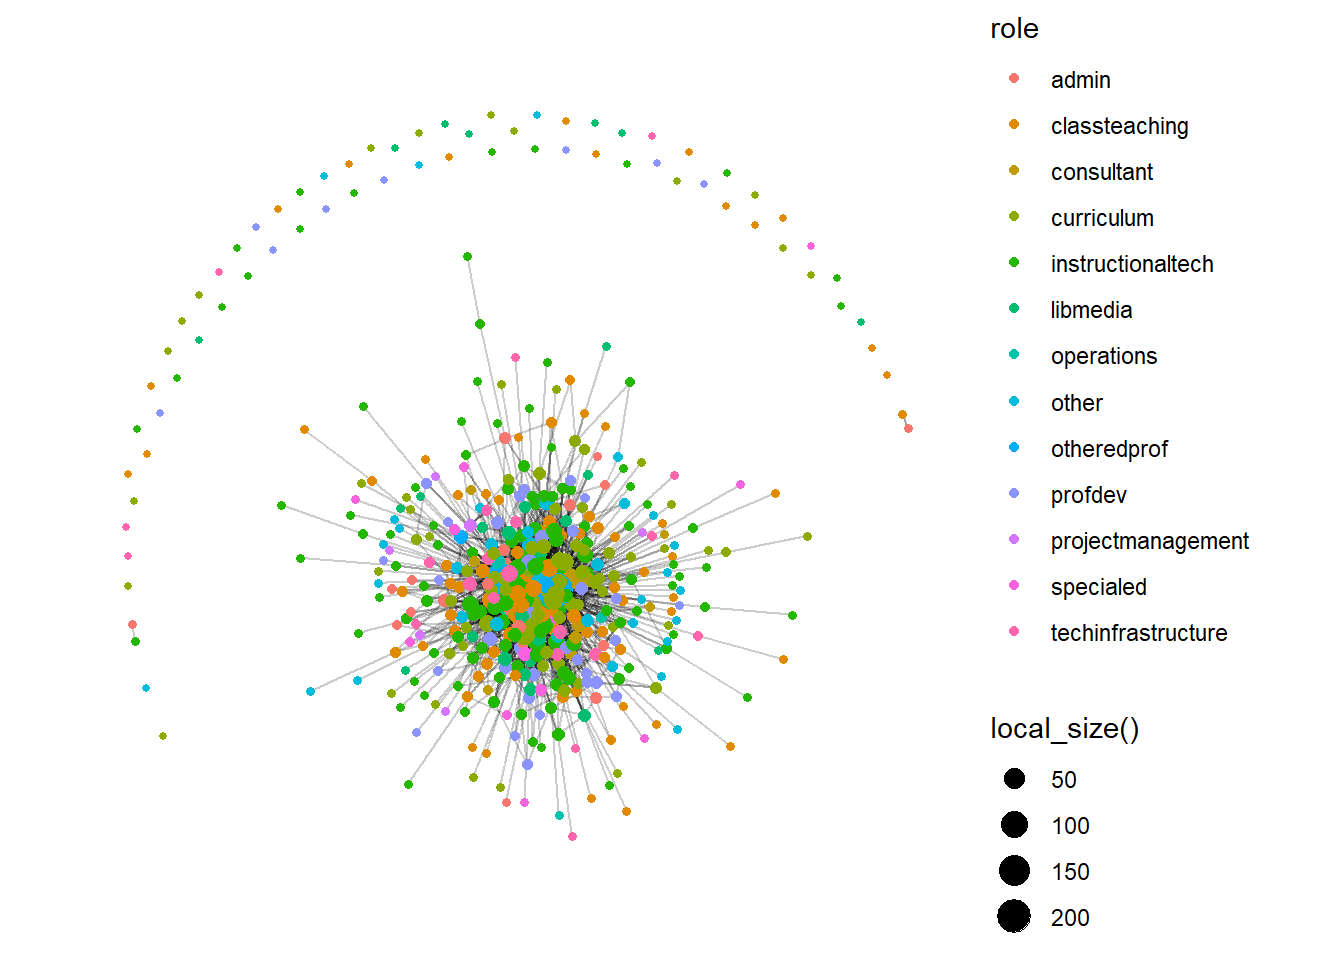 role
admin
classteaching
consultant
curriculum
instructionaltech
libmedia
operations
other
otheredprof
profdev
projectmanagement
specialed
techinfrastructure
local_size()
50
100
150
200